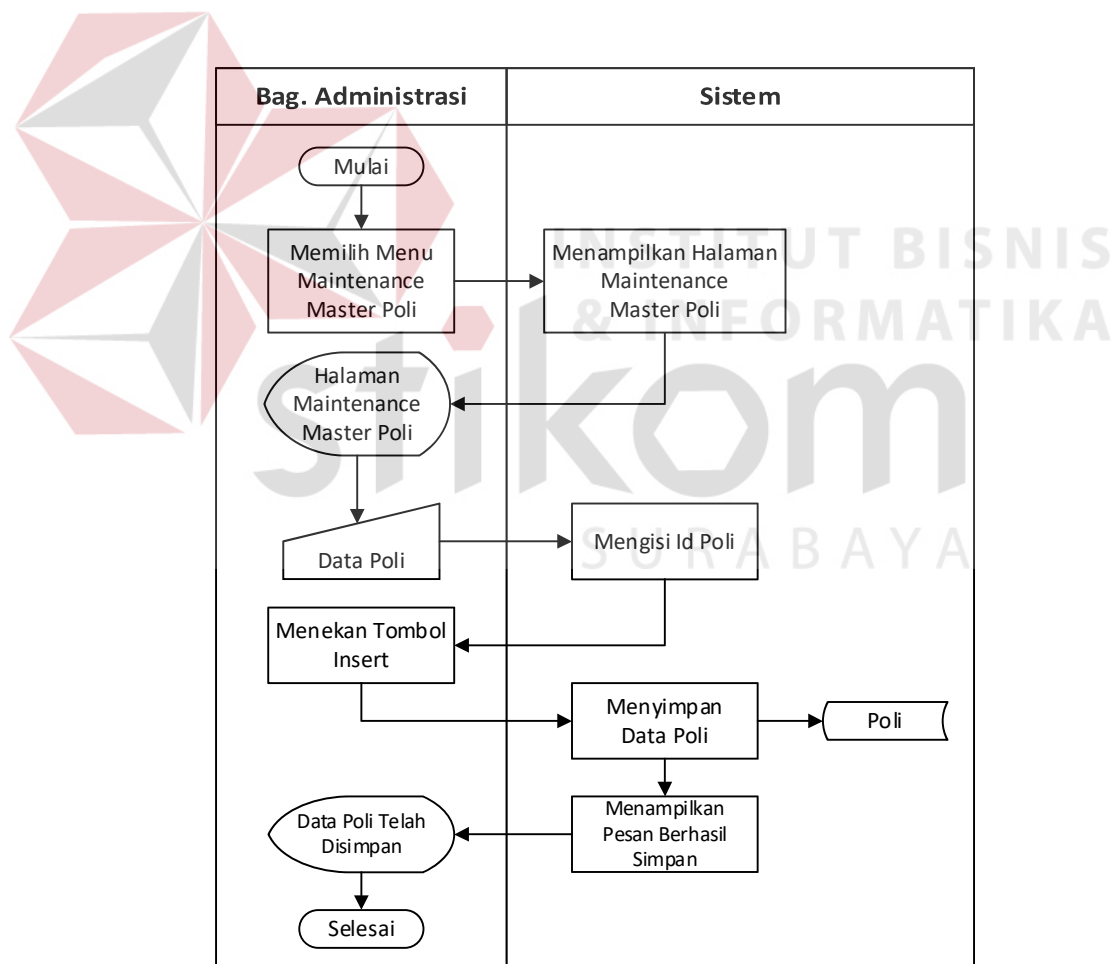 Bag. Administrasi
Sistem
Mulai
Memilih Menu
Maintenance
Master Poli
Menampilkan Halaman
Maintenance
Master Poli
Halaman
Maintenance
Master Poli
Data Poli
Mengisi Id Poli
Menekan Tombol
Insert
Menyimpan
Data Poli
Poli
Menampilkan
Pesan Berhasil
Simpan
Data Poli Telah
Disimpan
Selesai
INSTITUT BISNIS
& INFORMATIKA
stikom
SURABAYA